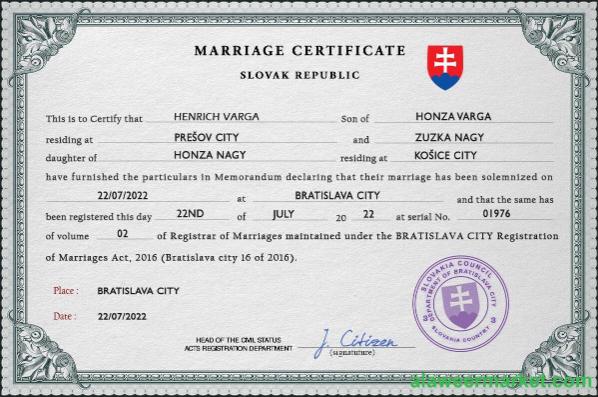 MARRIAGE CERTIFICATE
SLOVAK REPUBLIC
This is to Certify that HENRICH VARGA Son of HONZA VARGA
residing at PREŠOV CITY and ZUZKA NAGY
daughter of HONZA NAGY residing at KOŠICE CITY
have furnished the particulars in Memorandum declaring that their marriage has been solemnized on
22/07/2022 at BRATISLAVA CITY and that the same has
been registered this day 22ND of JULY 20 22 at serial No. 01976
of volume 02 of Registrar of Marriages maintained under the BRATISLAVA CITY Registration
of Marriages Act, 2016 (Bratislava city 16 of 2016).
Place : BRATISLAVA CITY
Date : 22/07/2022
HEAD OF THE CIVIL STATUS
ACTS REGISTRATION DEPARTMENT
J. Citizen
(signatuture)
SLOVAKIA COUNCIL
DEPARTMENT OF BRATISLAVA CITY
SLOVAKIA COUNTRY
alaweermarket.com